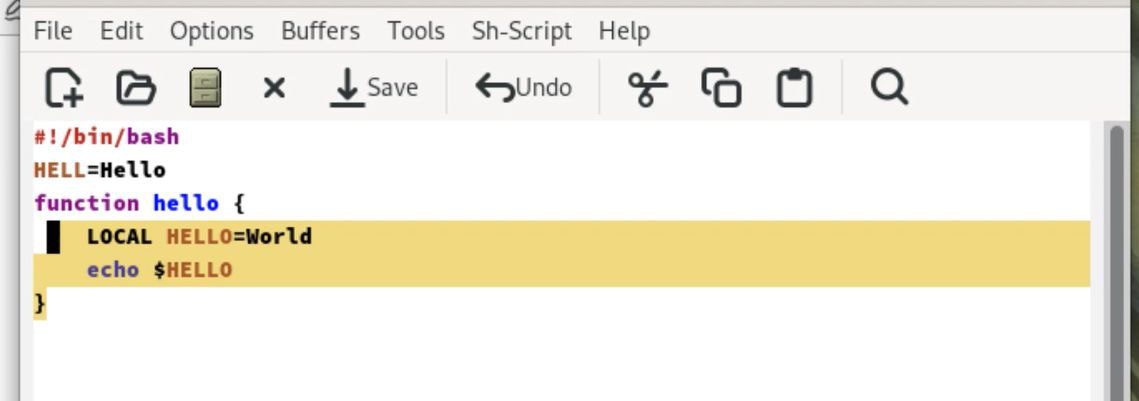 File Edit Options Buffers Tools Sh-Script Help
Save Undo
#!/bin/bash
HELL=Hello
function hello {
LOCAL HELLO=World
echo $HELLO
}